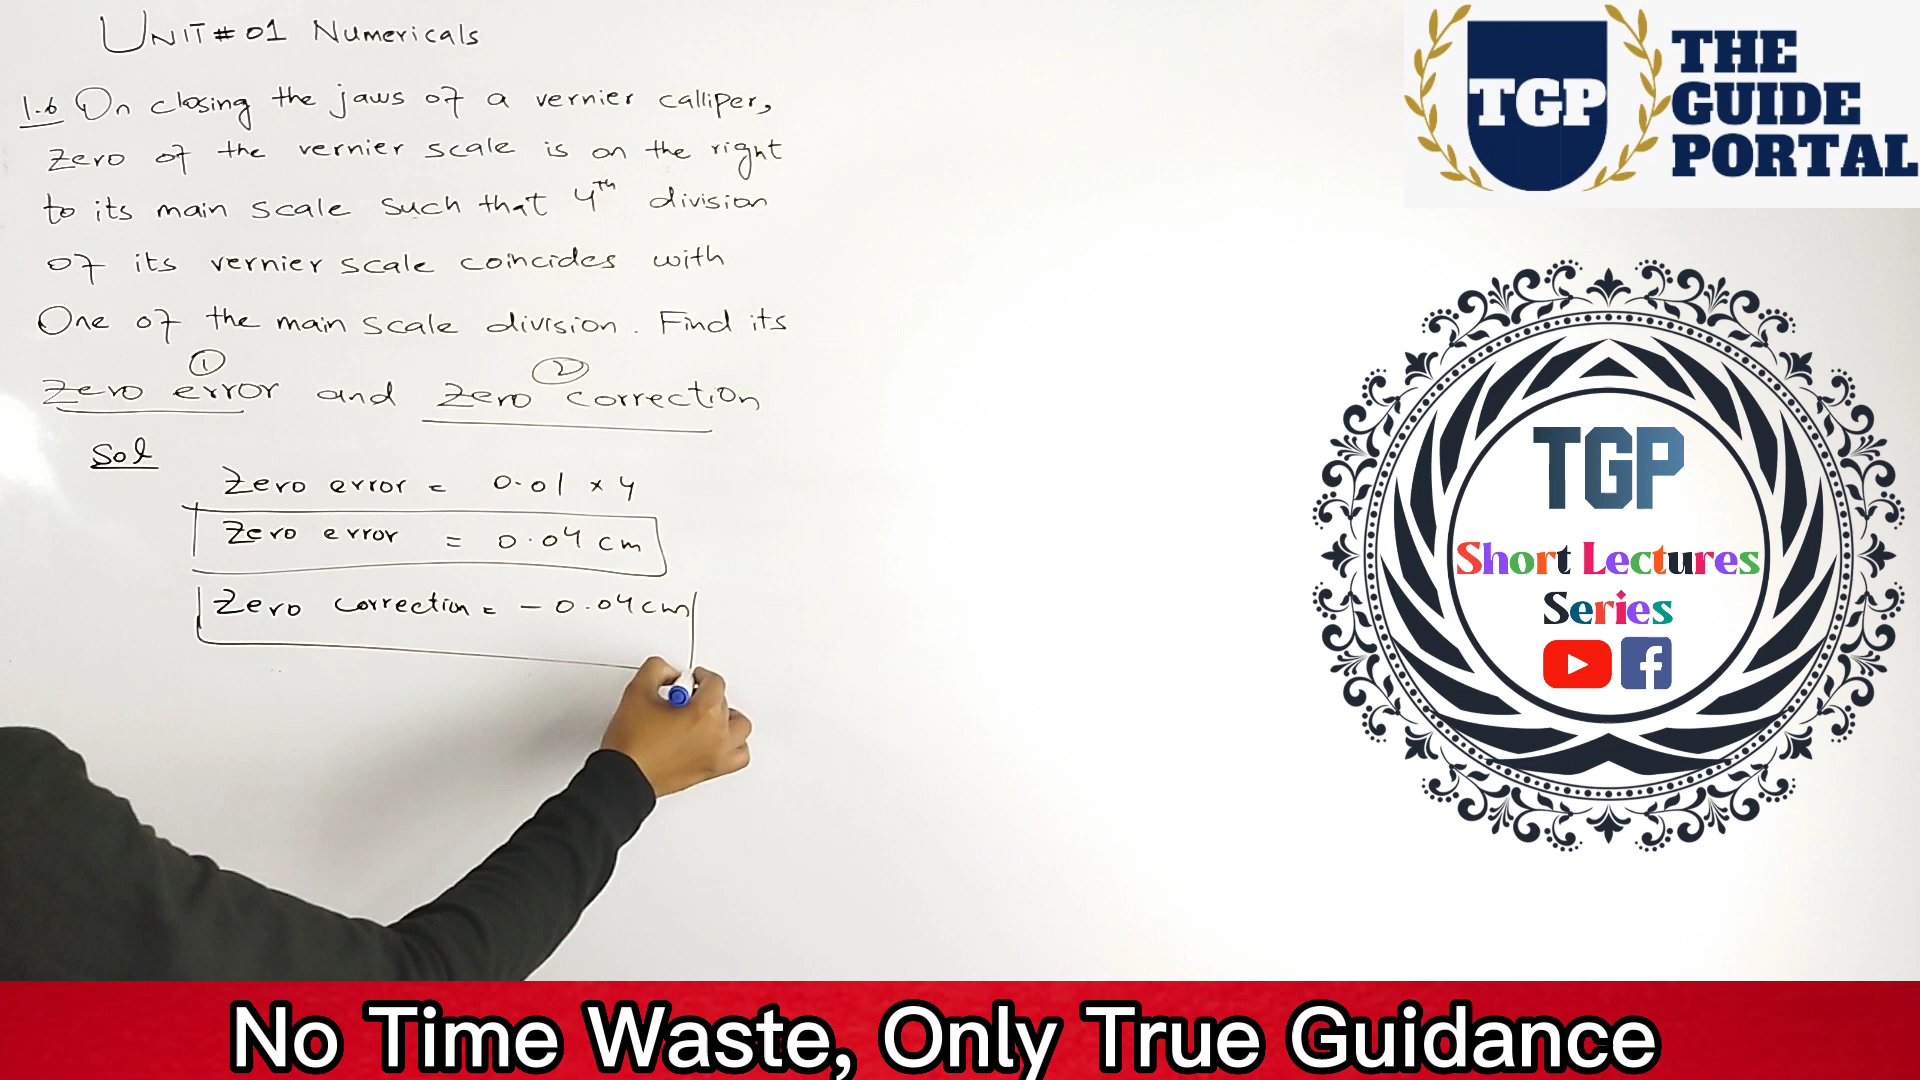 UNIT # 01 Numericals
1.6 On closing the jaws of a vernier calliper,
zero of the vernier scale is on the right
to its main scale such that 4th division
of its vernier scale coincides with
One of the main scale division. Find its
1 2
Zero error and Zero correction
Sol
Zero error = 0.01 × 4
Zero error = 0.04 cm
Zero correction = - 0.04 cm
TGP
THE
GUIDE
PORTAL
TGP
Short Lectures
Series
No Time Waste, Only True Guidance